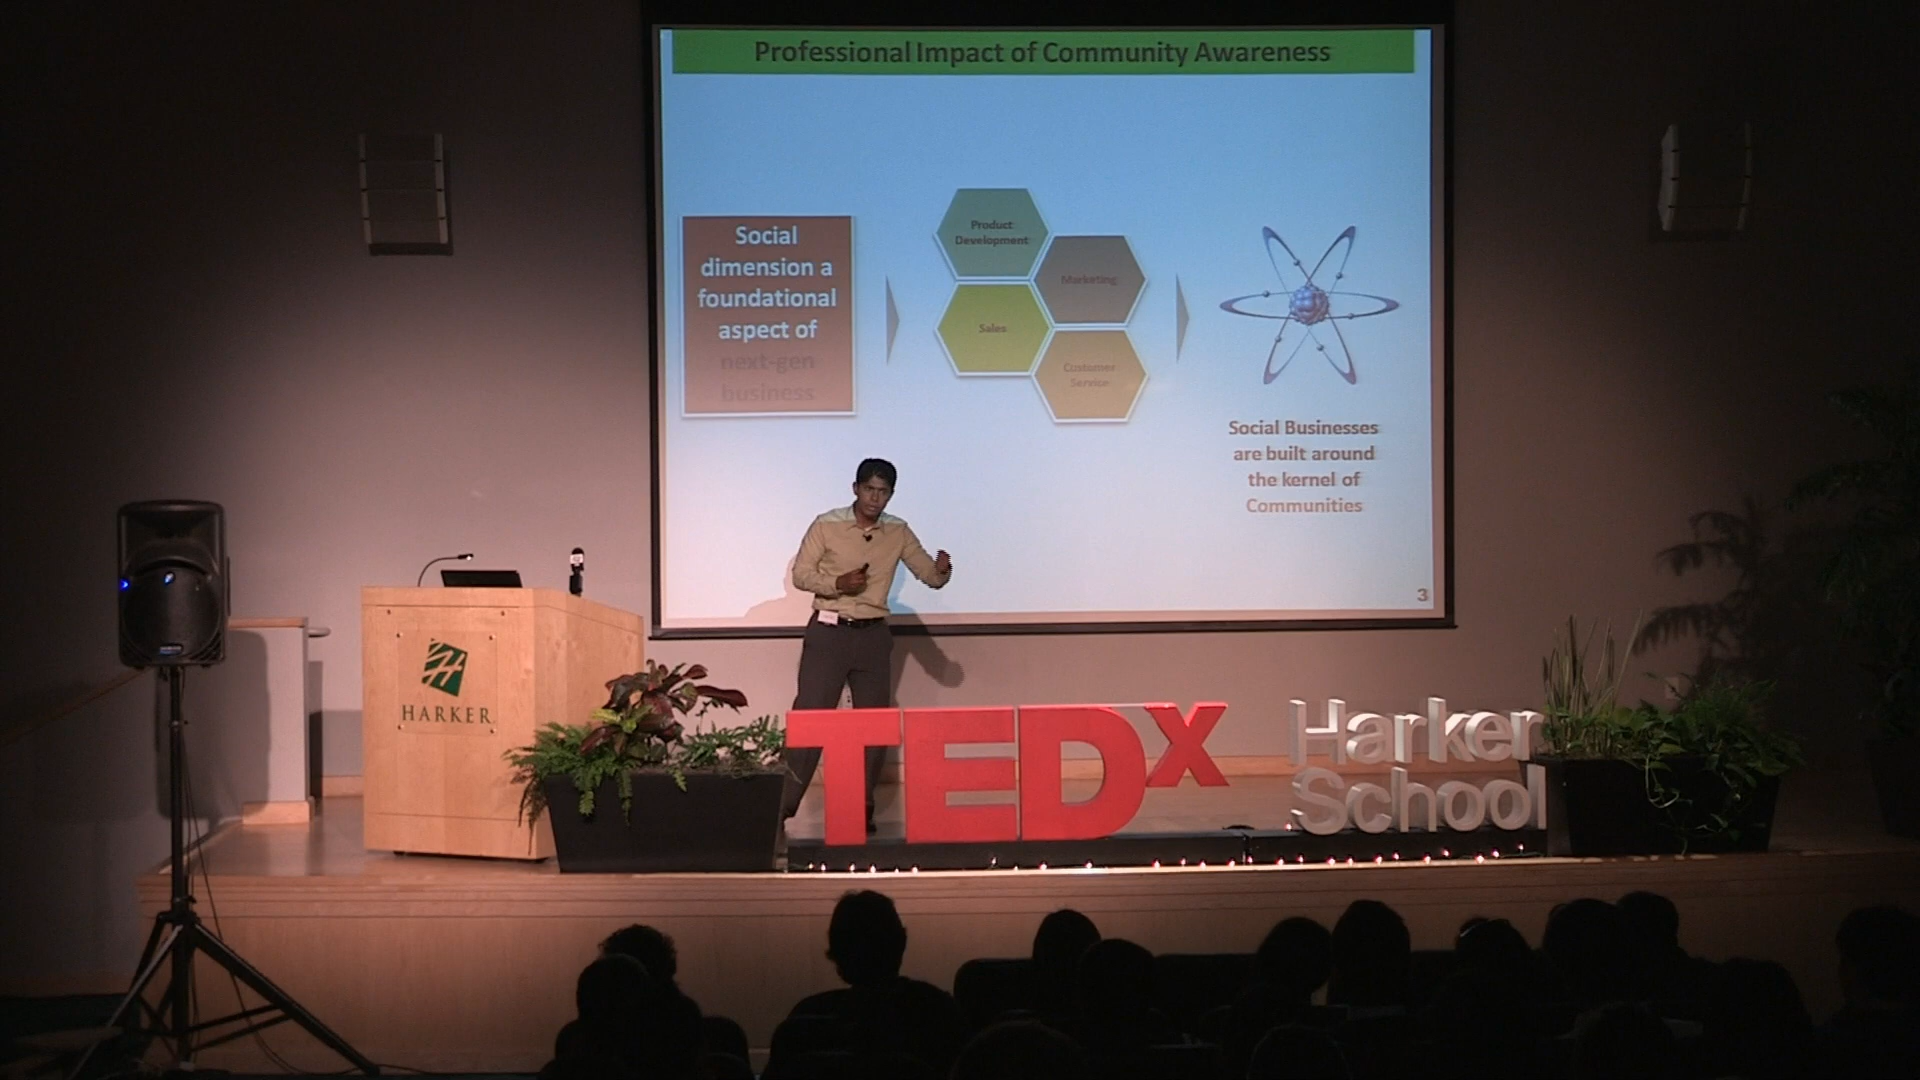 Professional Impact of Community Awareness
Social
dimension a
foundational
aspect of
next-gen
business
Product
Development
Marketing
Sales
Customer
Service
Social Businesses
are built around
the kernel of
Communities
3
HARKER
TEDx
Harker
School